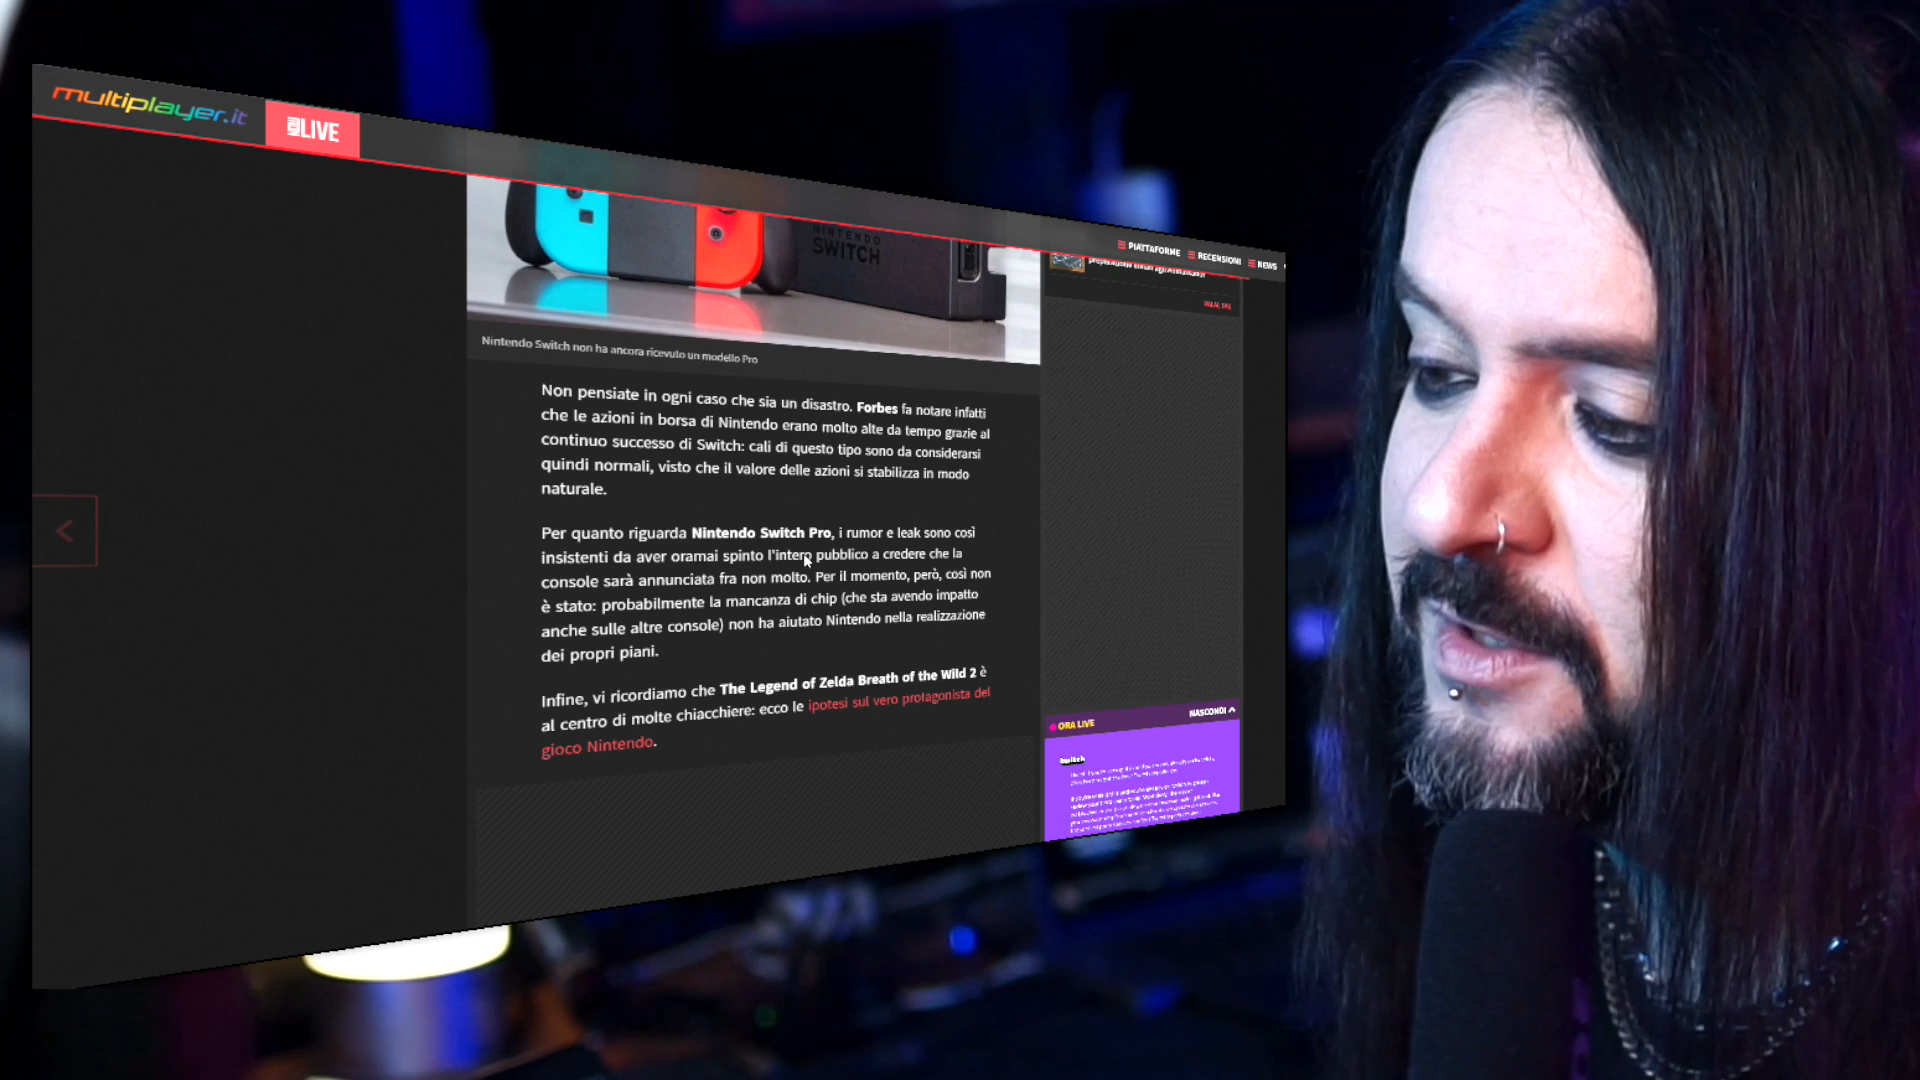 multiplayer.it
LIVE
PIATTAFORME
RECENSIONI
NEWS
NINTENDO
SWITCH
Nintendo Switch non ha ancora ricevuto un modello Pro
Non pensiate in ogni caso che sia un disastro. Forbes fa notare infatti
che le azioni in borsa di Nintendo erano molto alte da tempo grazie al
continuo successo di Switch: cali di questo tipo sono da considerarsi
quindi normali, visto che il valore delle azioni si stabilizza in modo
naturale.
Per quanto riguarda Nintendo Switch Pro, i rumor e leak sono così
insistenti da aver oramai spinto l'intero pubblico a credere che la
console sarà annunciata fra non molto. Per il momento, però, così non
è stato: probabilmente la mancanza di chip (che sta avendo impatto
anche sulle altre console) non ha aiutato Nintendo nella realizzazione
dei propri piani.
Infine, vi ricordiamo che The Legend of Zelda Breath of the Wild 2 è
al centro di molte chiacchiere: ecco le ipotesi sul vero protagonista del
gioco Nintendo.
ORA LIVE
NASCONDI
twitch